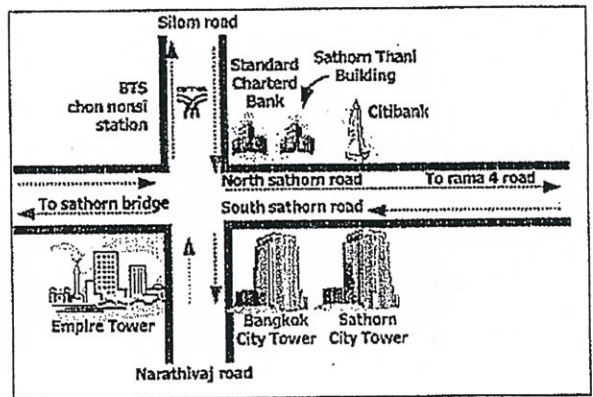 Silom road
BTS
chon nonsi
station
Standard
Charterd
Bank
Sathorn Thani
Building
Citibank
North sathorn road
To rama 4 road
To sathorn bridge
South sathorn road
Empire Tower
Bangkok
City Tower
Sathorn
City Tower
Narathivaj road